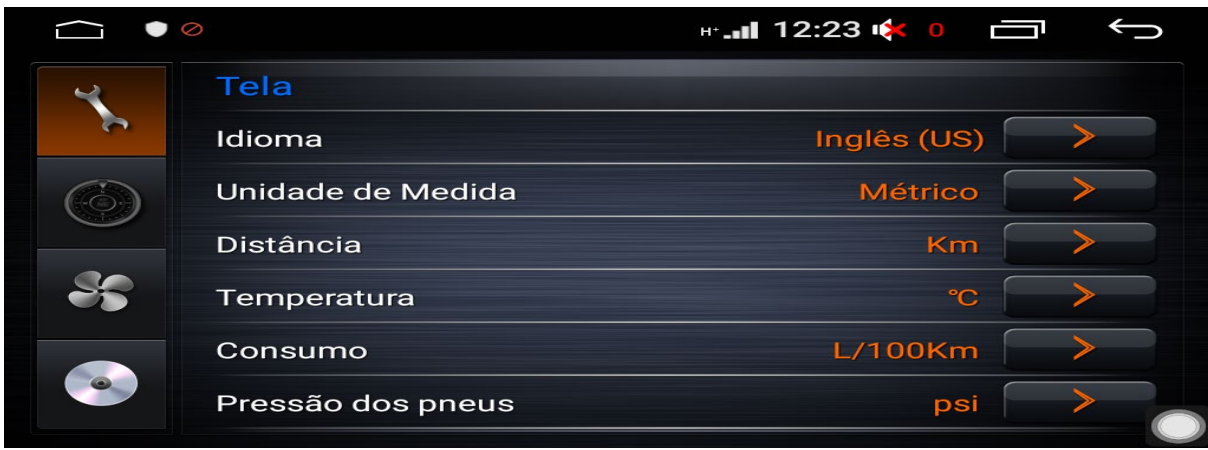 H+ 12:23 0
Tela
Idioma Inglês (US)
Unidade de Medida Métrico
Distância Km
Temperatura °C
Consumo L/100Km
Pressão dos pneus psi